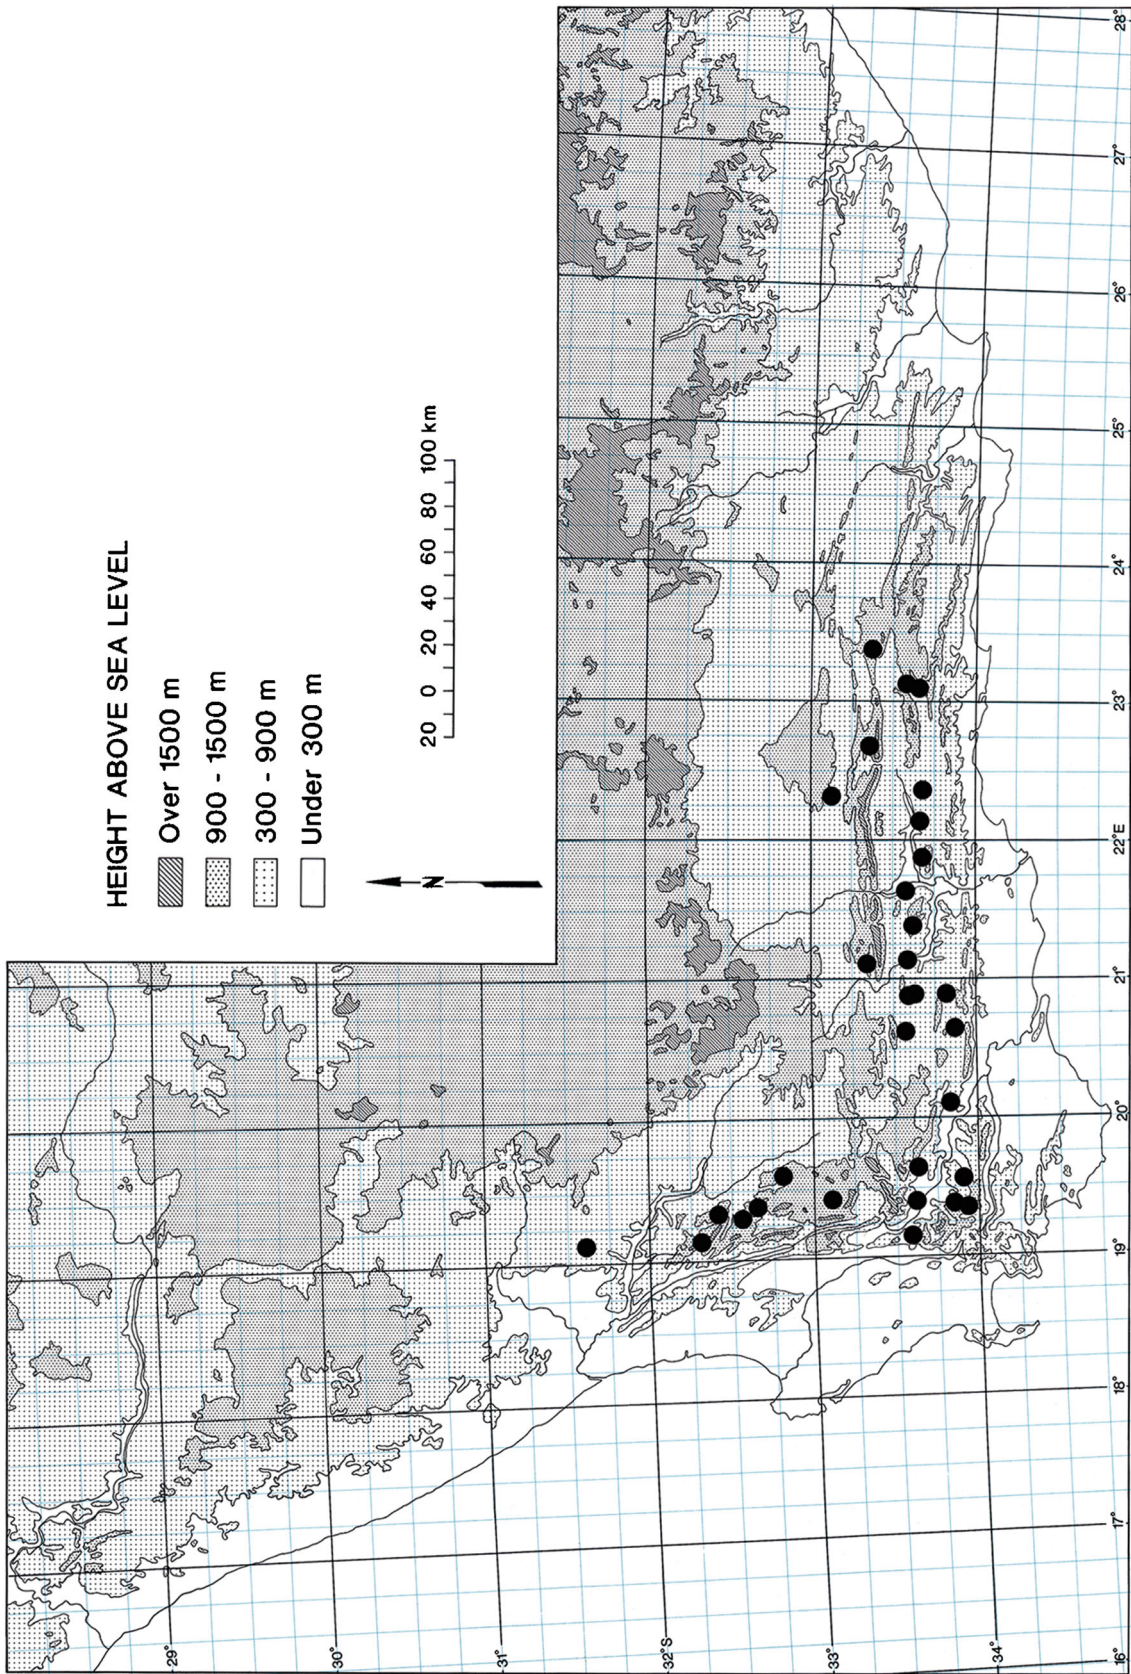 HEIGHT ABOVE SEA LEVEL
Over 1500 m
900 - 1500 m
300 - 900 m
Under 300 m
20 0 20 40 60 80 100 km
N
29°
30°
31°
32°S
33°
34°
16° 17° 18° 19° 20° 21° 22°E 23° 24° 25° 26° 27° 28°